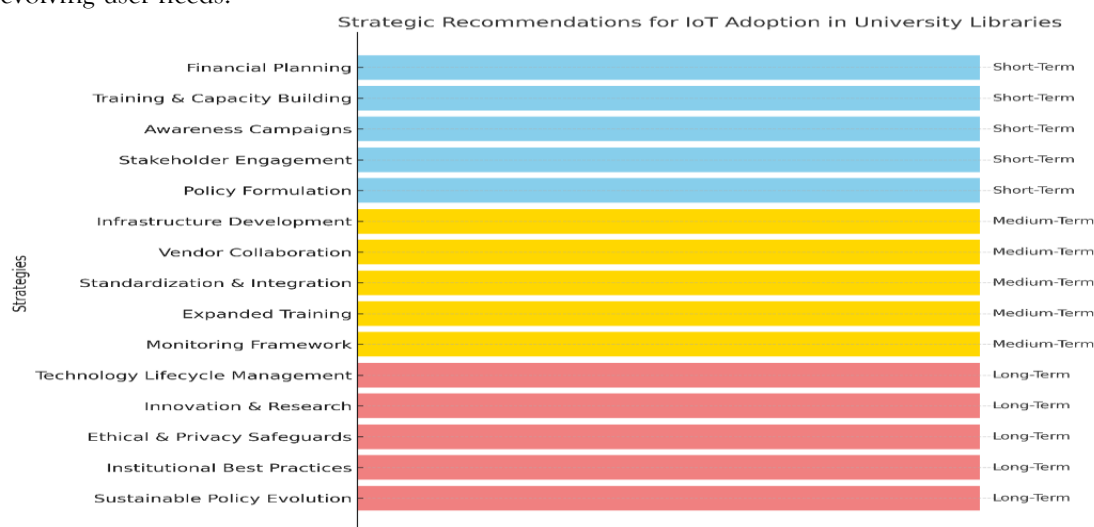 evolving user needs.
Strategic Recommendations for IoT Adoption in University Libraries
Financial Planning Short-Term
Training & Capacity Building Short-Term
Awareness Campaigns Short-Term
Stakeholder Engagement Short-Term
Policy Formulation Short-Term
Infrastructure Development Medium-Term
Vendor Collaboration Medium-Term
Strategies
Standardization & Integration Medium-Term
Expanded Training Medium-Term
Monitoring Framework Medium-Term
Technology Lifecycle Management Long-Term
Innovation & Research Long-Term
Ethical & Privacy Safeguards Long-Term
Institutional Best Practices Long-Term
Sustainable Policy Evolution Long-Term